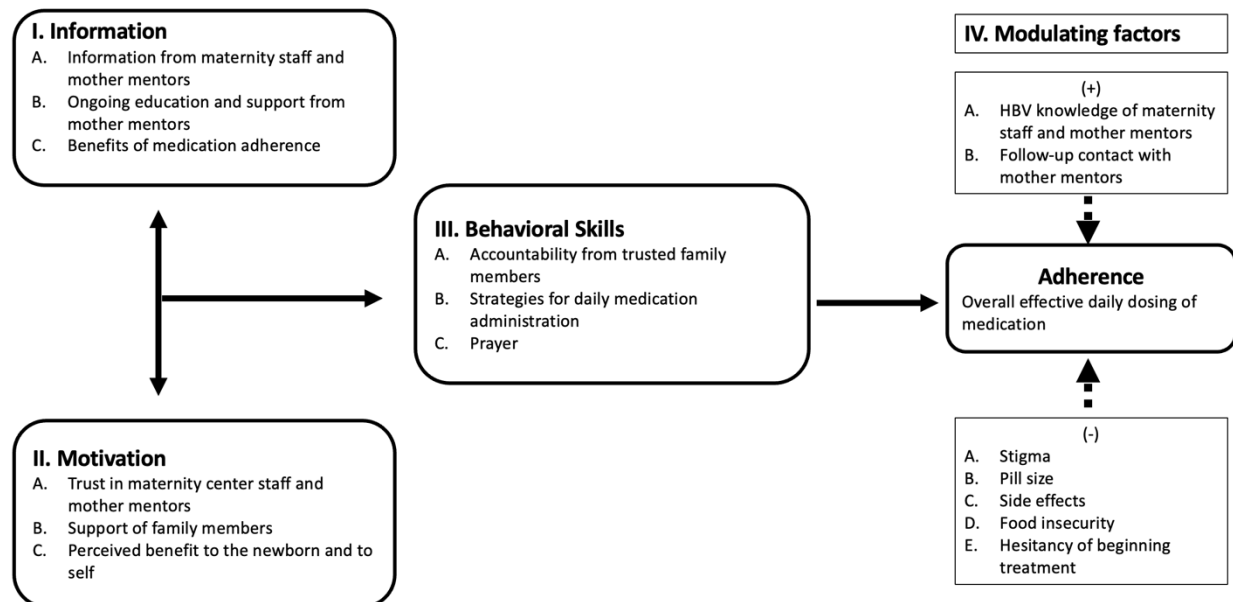 I. Information
A. Information from maternity staff and
mother mentors
B. Ongoing education and support from
mother mentors
C. Benefits of medication adherence
II. Motivation
A. Trust in maternity center staff and
mother mentors
B. Support of family members
C. Perceived benefit to the newborn and to
self
III. Behavioral Skills
A. Accountability from trusted family
members
B. Strategies for daily medication
administration
C. Prayer
IV. Modulating factors
(+)
A. HBV knowledge of maternity
staff and mother mentors
B. Follow-up contact with
mother mentors
Adherence
Overall effective daily dosing of
medication
(-)
A. Stigma
B. Pill size
C. Side effects
D. Food insecurity
E. Hesitancy of beginning
treatment